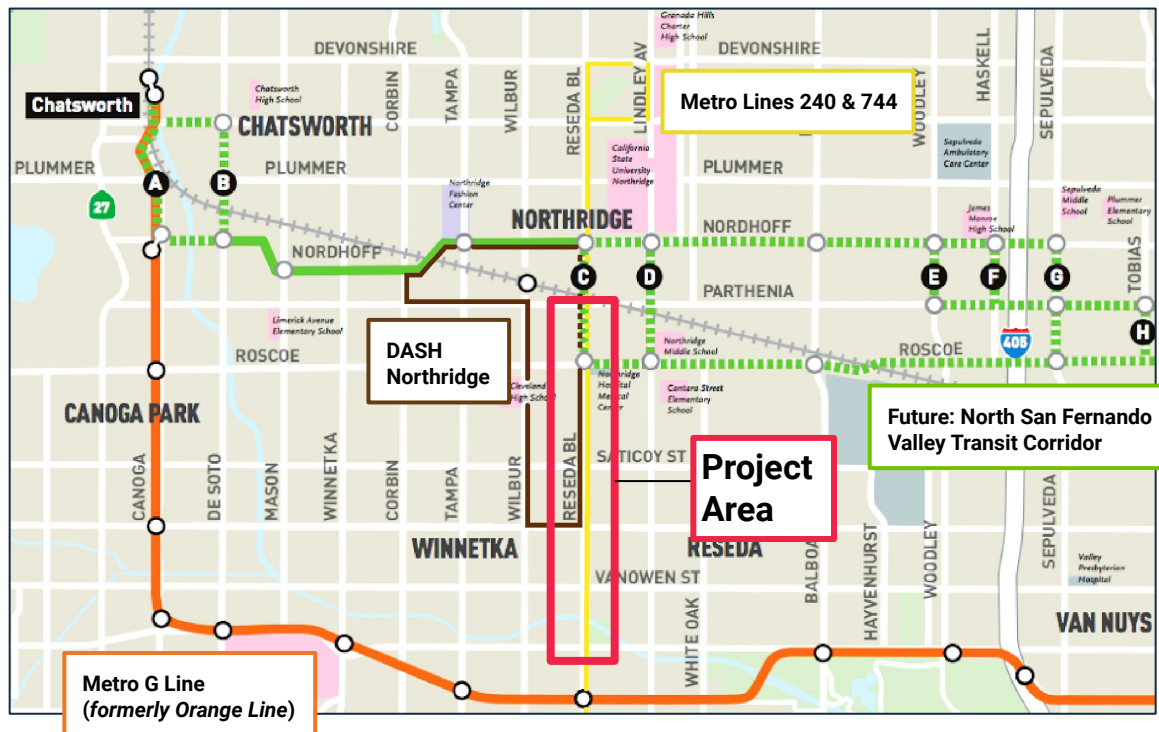 Granada Hills
Charter
High School
DEVONSHIRE
DEVONSHIRE
CORBIN
TAMPA
WILBUR
RESEDA BL
LINDLEY AV
WOODLEY
HASKELL
SEPULVEDA
Chatsworth
Chatsworth
High School
CHATSWORTH
Metro Lines 240 & 744
California
State
University
Northridge
Sepulveda
Ambulatory
Care Center
PLUMMER
PLUMMER
PLUMMER
27
A
B
Northridge
Fashion
Center
NORTHRIDGE
NORDHOFF
NORDHOFF
James
Monroe
High School
Sepulveda
Middle
School
Plummer
Elementary
School
C
D
E
F
G
H
TOBIAS
PARTHENIA
Limerick Avenue
Elementary School
ROSCOE
ROSCOE
405
DASH
Northridge
Northridge
Middle School
Cleveland
High School
Northridge
Hospital
Medical
Center
Cantara Street
Elementary
School
Future: North San Fernando
Valley Transit Corridor
CANOGA PARK
SATICOY ST
Project
Area
CANOGA
DE SOTO
MASON
WINNETKA
CORBIN
TAMPA
WILBUR
RESEDA BL
WINNETKA
RESEDA
BALBOA
HAYVENHURST
WOODLEY
SEPULVEDA
VANOWEN ST
WHITE OAK
Valley
Presbyterian
Hospital
VAN NUYS
Metro G Line
(formerly Orange Line)